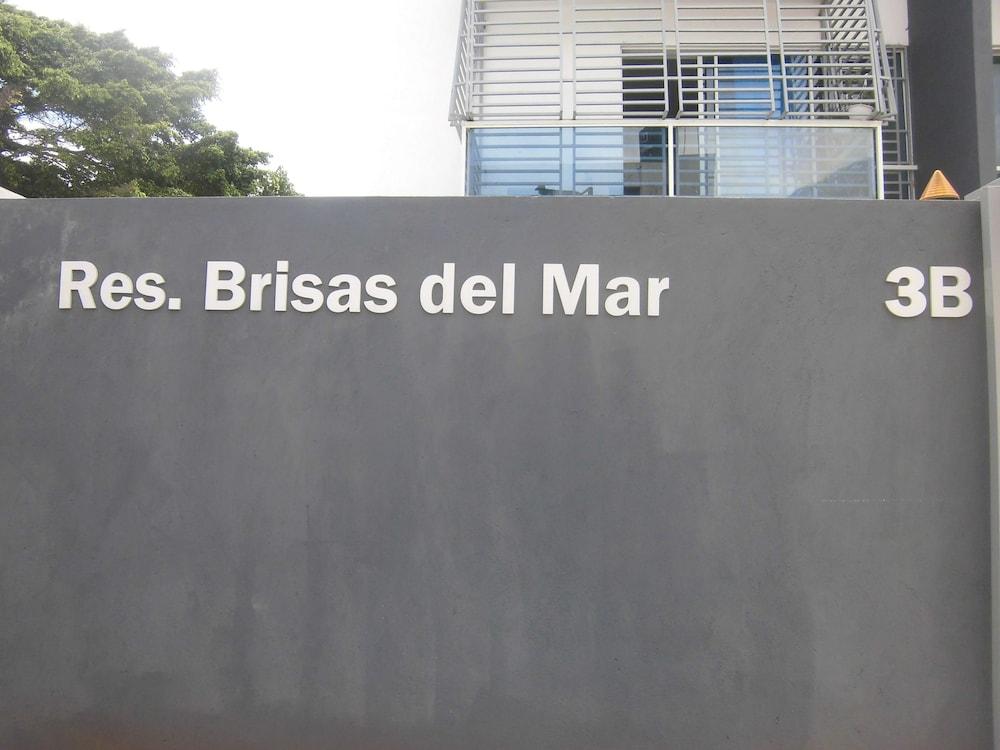 Res. Brisas del Mar 3B